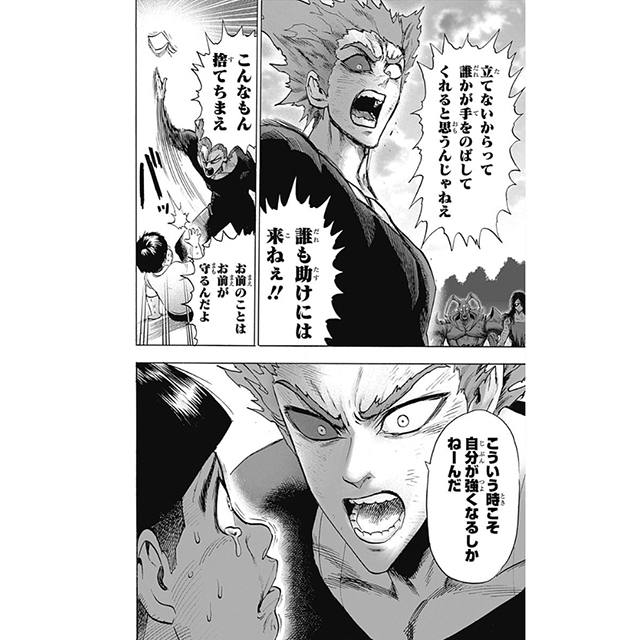 立てないからって
誰かが手をのばして
くれると思うんじゃねえ
誰も助けには
来ねぇ!!
こんなもん
捨てちまえ
バッ
お前のことは
お前が
守るんだよ
こういう時こそ
自分が強くなるしか
ねーんだ